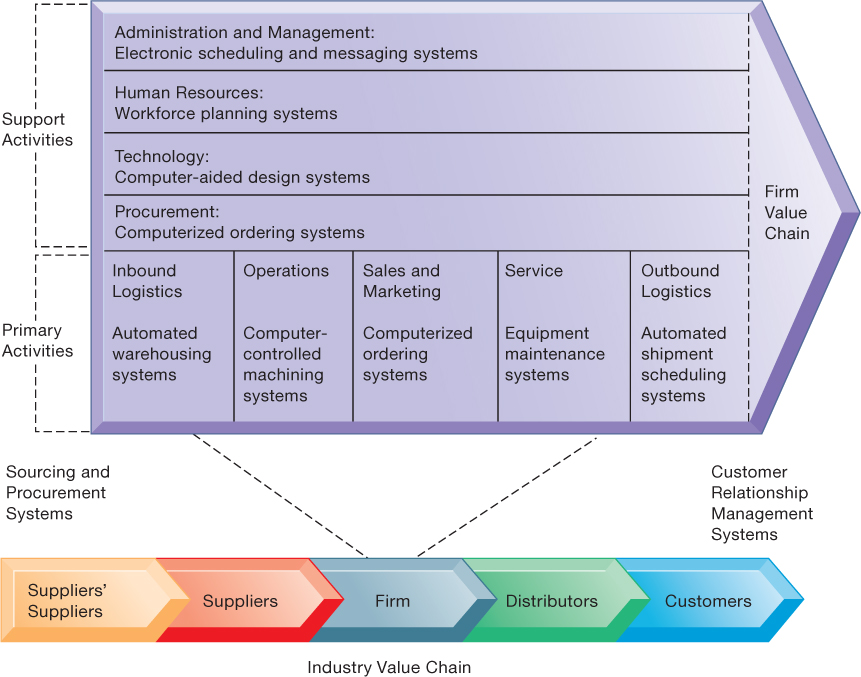 Support
Activities
Administration and Management:
Electronic scheduling and messaging systems
Human Resources:
Workforce planning systems
Technology:
Computer-aided design systems
Procurement:
Computerized ordering systems
Firm
Value
Chain
Primary
Activities
Inbound
Logistics
Automated
warehousing
systems
Operations
Computer-
controlled
machining
systems
Sales and
Marketing
Computerized
ordering
systems
Service
Equipment
maintenance
systems
Outbound
Logistics
Automated
shipment
scheduling
systems
Sourcing and
Procurement
Systems
Customer
Relationship
Management
Systems
Suppliers’
Suppliers
Suppliers
Firm
Distributors
Customers
Industry Value Chain